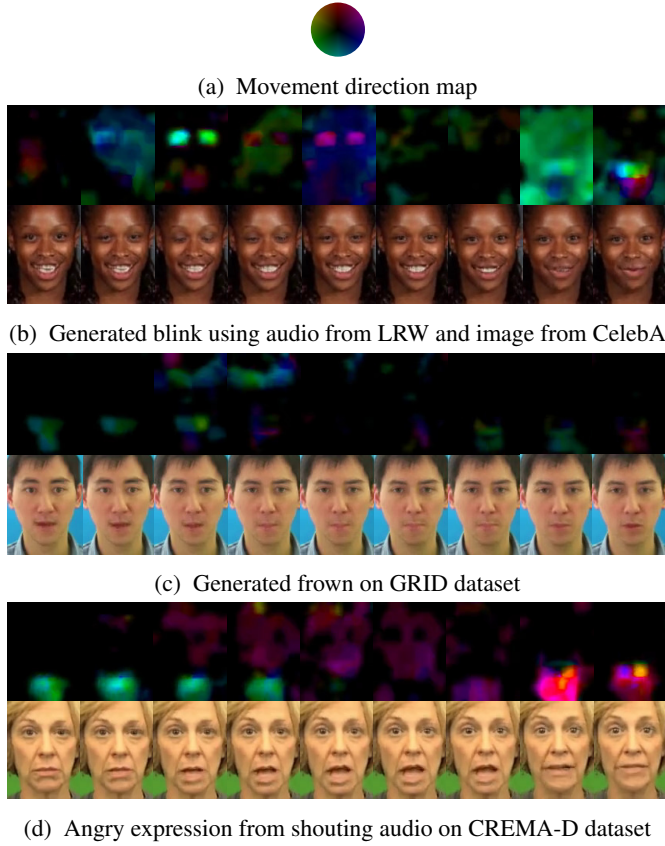 (a) Movement direction map
(b) Generated blink using audio from LRW and image from CelebA
(c) Generated frown on GRID dataset
(d) Angry expression from shouting audio on CREMA-D dataset